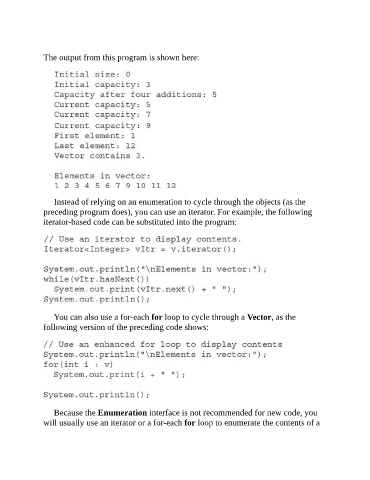 The output from this program is shown here:
Initial size: 0
Initial capacity: 3
Capacity after four additions: 5
Current capacity: 5
Current capacity: 7
Current capacity: 9
First element: 1
Last element: 12
Vector contains 3.
Elements in vector:
1 2 3 4 5 6 7 9 10 11 12
Instead of relying on an enumeration to cycle through the objects (as the
preceding program does), you can use an iterator. For example, the following
iterator-based code can be substituted into the program:
// Use an iterator to display contents.
Iterator<Integer> vItr = v.iterator();
System.out.println("\nElements in vector:");
while(vItr.hasNext())
System.out.print(vItr.next() + " ");
System.out.println();
You can also use a for-each for loop to cycle through a Vector, as the
following version of the preceding code shows:
// Use an enhanced for loop to display contents
System.out.println("\nElements in vector:");
for(int i : v)
System.out.print(i + " ");
System.out.println();
Because the Enumeration interface is not recommended for new code, you
will usually use an iterator or a for-each for loop to enumerate the contents of a